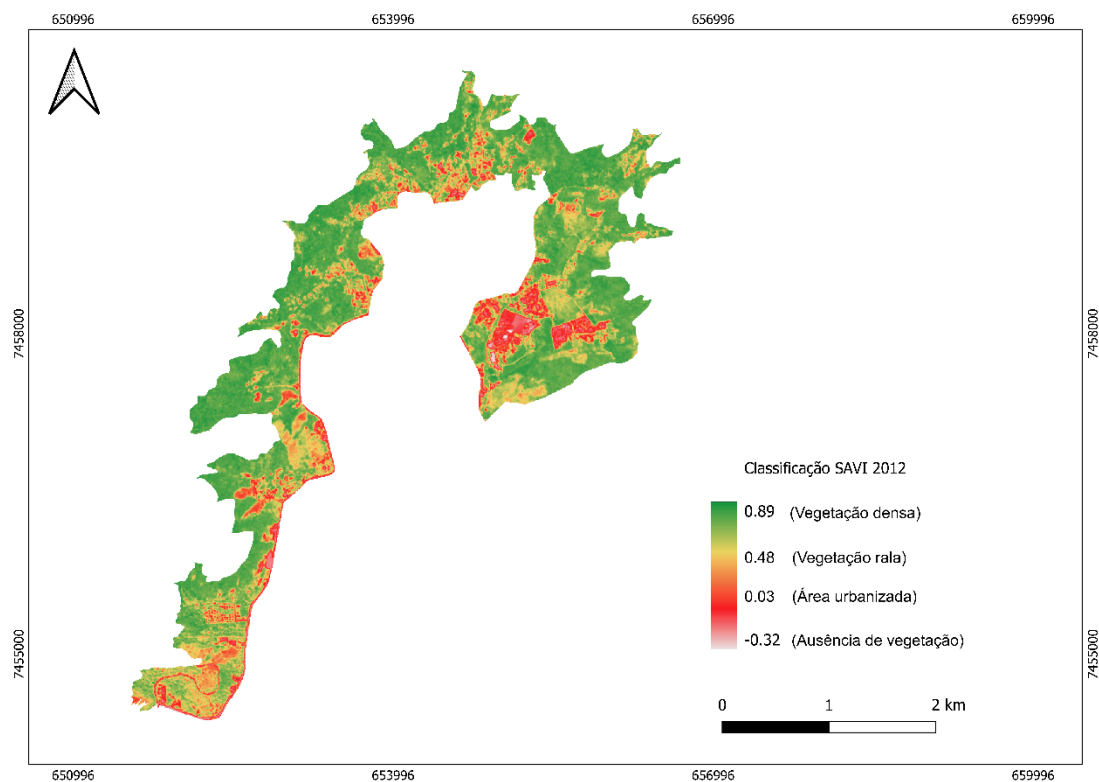 650996 653996 656996 659996
7458000 7458000
Classificação SAVI 2012
0.89 (Vegetação densa)
0.48 (Vegetação rala)
0.03 (Área urbanizada)
-0.32 (Ausência de vegetação)
7455000 7455000
0 1 2 km
650996 653996 656996 659996